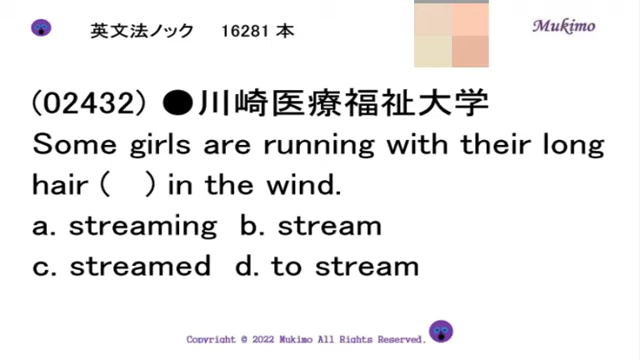 英文法ノック 16281 本
Mukimo
(02432) ●川崎医療福祉大学
Some girls are running with their long
hair ( ) in the wind.
a. streaming b. stream
c. streamed d. to stream
Copyright © 2022 Mukimo All Rights Reserved.